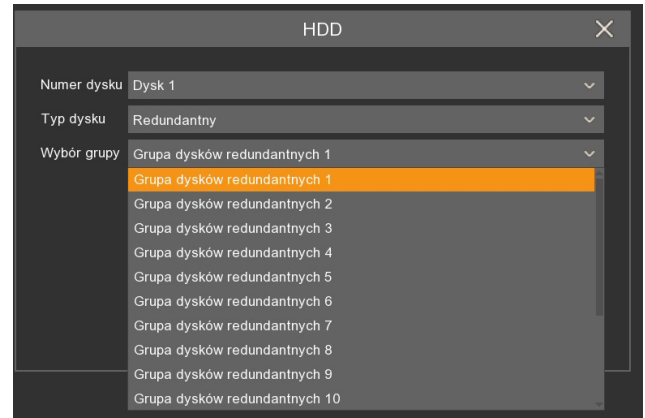 HDD
Numer dysku Dysk 1
Typ dysku Redundantny
Wybór grupy Grupa dysków redundantnych 1
Grupa dysków redundantnych 1
Grupa dysków redundantnych 2
Grupa dysków redundantnych 3
Grupa dysków redundantnych 4
Grupa dysków redundantnych 5
Grupa dysków redundantnych 6
Grupa dysków redundantnych 7
Grupa dysków redundantnych 8
Grupa dysków redundantnych 9
Grupa dysków redundantnych 10